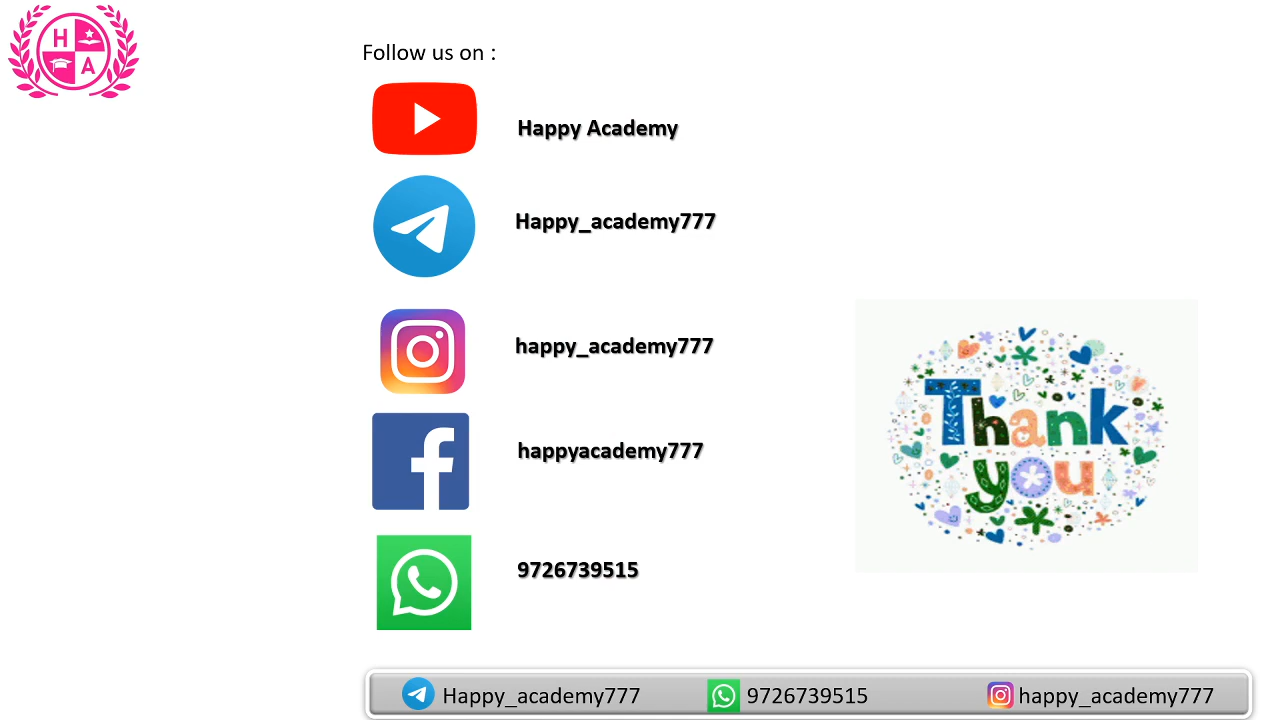 H
A
Follow us on :
Happy Academy
Happy_academy777
happy_academy777
happyacademy777
9726739515
Thank
you
Happy_academy777 9726739515 happy_academy777